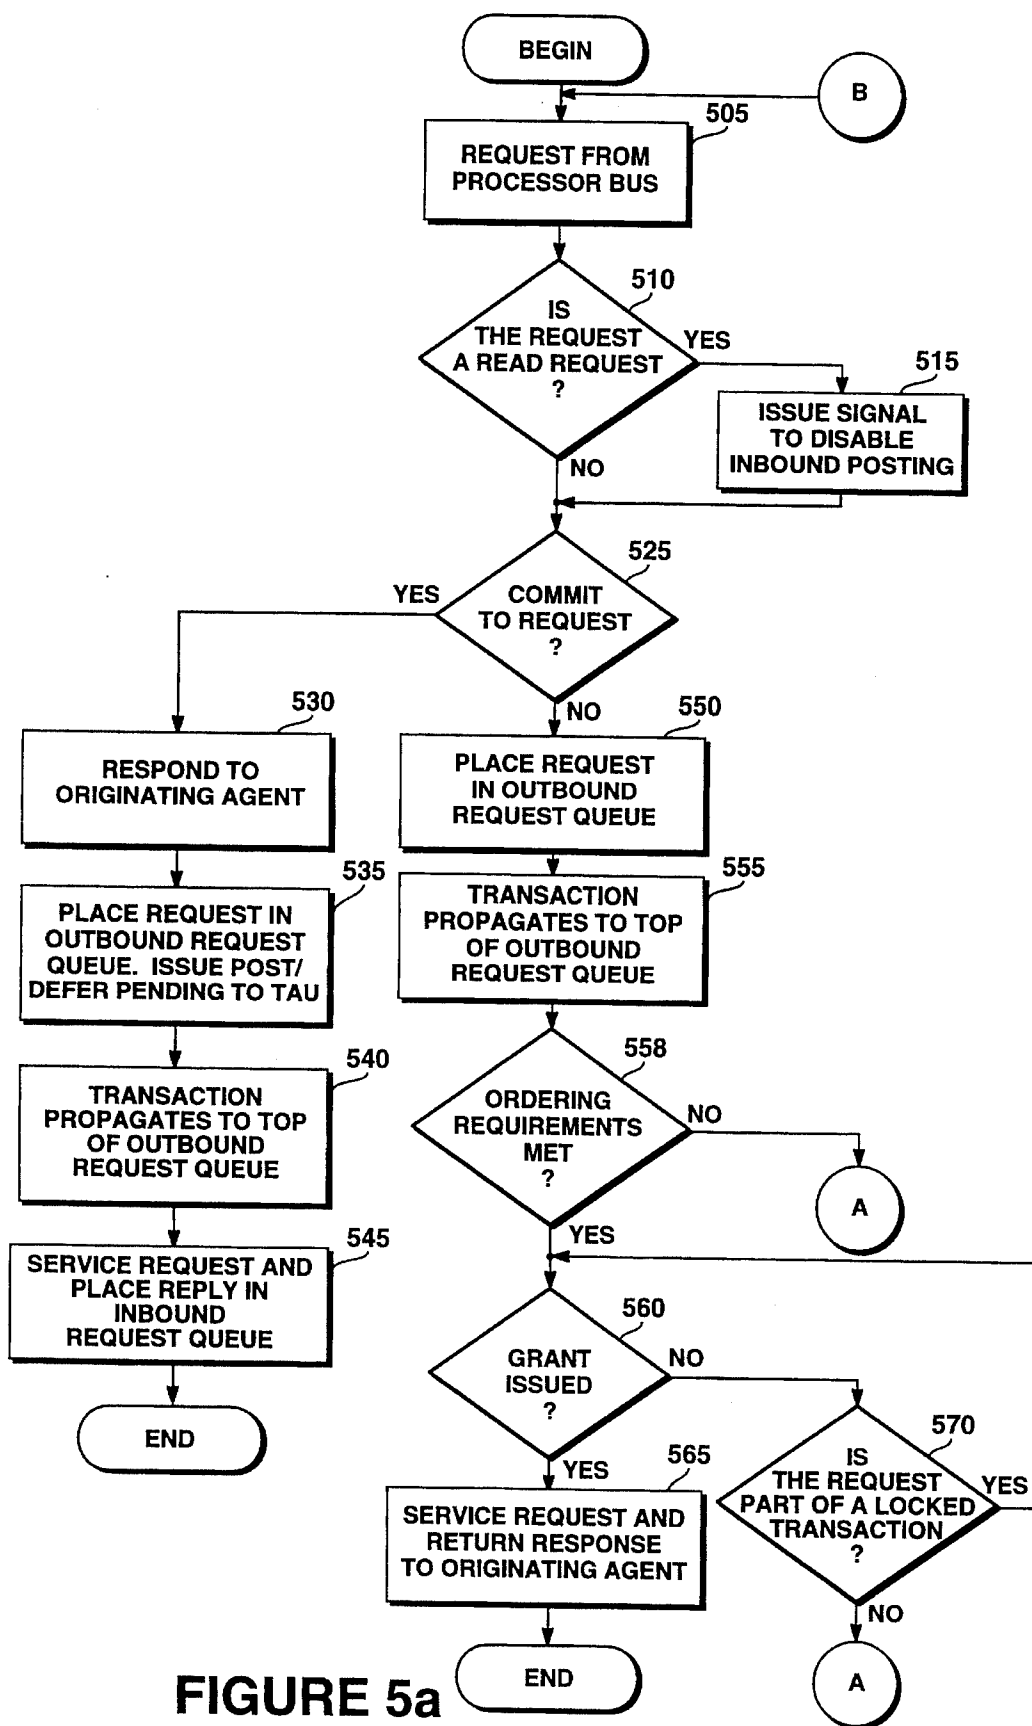 BEGIN
B
505
REQUEST FROM
PROCESSOR BUS
510
IS
THE REQUEST
A READ REQUEST
?
YES
515
ISSUE SIGNAL
TO DISABLE
INBOUND POSTING
NO
525
COMMIT
TO REQUEST
?
YES
NO
530
RESPOND TO
ORIGINATING AGENT
535
PLACE REQUEST IN
OUTBOUND REQUEST
QUEUE. ISSUE POST/
DEFER PENDING TO TAU
540
TRANSACTION
PROPAGATES TO TOP
OF OUTBOUND
REQUEST QUEUE
545
SERVICE REQUEST AND
PLACE REPLY IN
INBOUND
REQUEST QUEUE
END
550
PLACE REQUEST
IN OUTBOUND
REQUEST QUEUE
555
TRANSACTION
PROPAGATES TO TOP
OF OUTBOUND
REQUEST QUEUE
558
ORDERING
REQUIREMENTS
MET
?
NO
A
YES
560
GRANT
ISSUED
?
NO
YES
565
SERVICE REQUEST AND
RETURN RESPONSE
TO ORIGINATING AGENT
END
570
IS
THE REQUEST
PART OF A LOCKED
TRANSACTION
?
YES
NO
A
FIGURE 5a